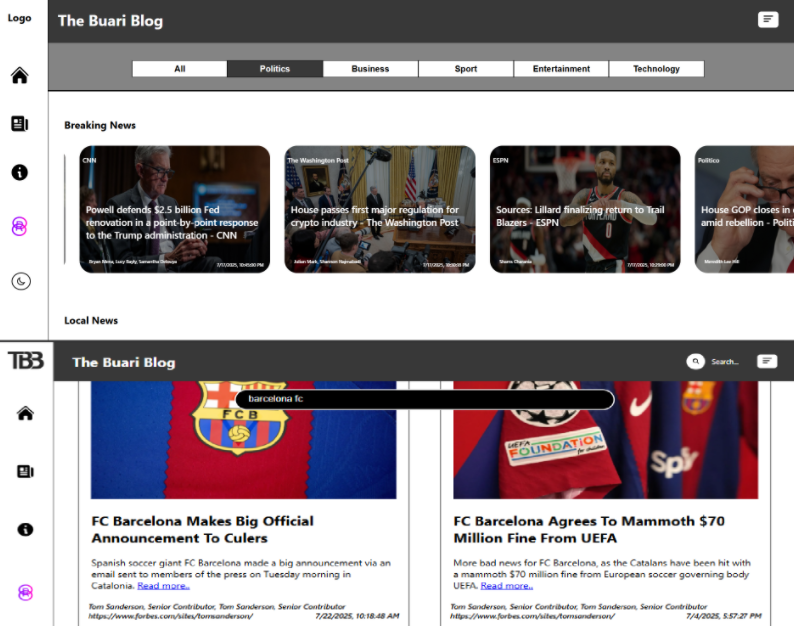 Logo
The Buari Blog
All
Politics
Business
Sport
Entertainment
Technology
Breaking News
CNN
Powell defends $2.5 billion Fed
renovation in a point-by-point response
to the Trump administration - CNN
Bryan Mena, Lucy Bayly, Samantha Delouya
7/17/2025, 10:45:00 PM
The Washington Post
House passes first major regulation for
crypto industry - The Washington Post
Julian Mark, Shannon Najmabadi
7/17/2025, 10:30:00 PM
ESPN
Sources: Lillard finalizing return to Trail
Blazers - ESPN
Shams Charania
7/17/2025, 10:29:00 PM
Politico
House GOP closes in
amid rebellion - Politi
Meredith Lee Hill
Local News
TBB
The Buari Blog
Search...
barcelona fc
FCB
UEFA
FOUNDATION
for children
FC Barcelona Makes Big Official
Announcement To Culers
Spanish soccer giant FC Barcelona made a big announcement via an
email sent to members of the press on Tuesday morning in
Catalonia. Read more..
Tom Sanderson, Senior Contributor, Tom Sanderson, Senior Contributor
https://www.forbes.com/sites/tomsanderson/
7/22/2025, 10:18:48 AM
FC Barcelona Agrees To Mammoth $70
Million Fine From UEFA
More bad news for FC Barcelona, as the Catalans have been hit with
a mammoth $70 million fine from European soccer governing body
UEFA. Read more..
Tom Sanderson, Senior Contributor, Tom Sanderson, Senior Contributor
https://www.forbes.com/sites/tomsanderson/
7/4/2025, 5:57:27 PM